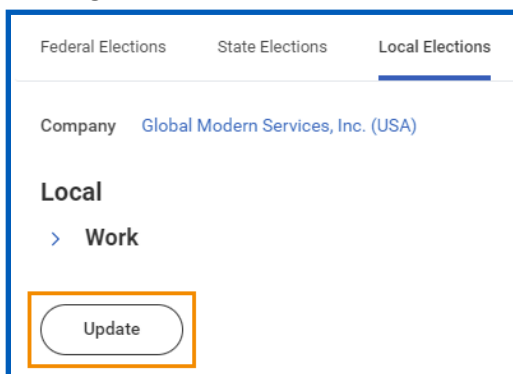 Federal Elections State Elections Local Elections
Company Global Modern Services, Inc. (USA)
Local
Work
Update